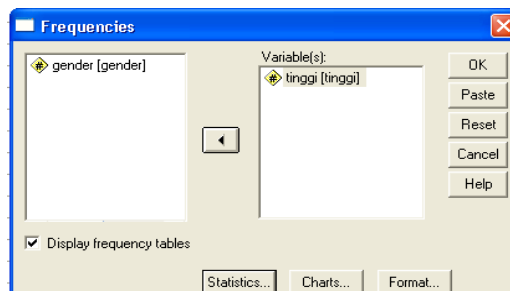 Frequencies
gender [gender]
Variable(s):
tinggi [tinggi]
OK
Paste
Reset
Cancel
Help
Display frequency tables
Statistics...
Charts...
Format...